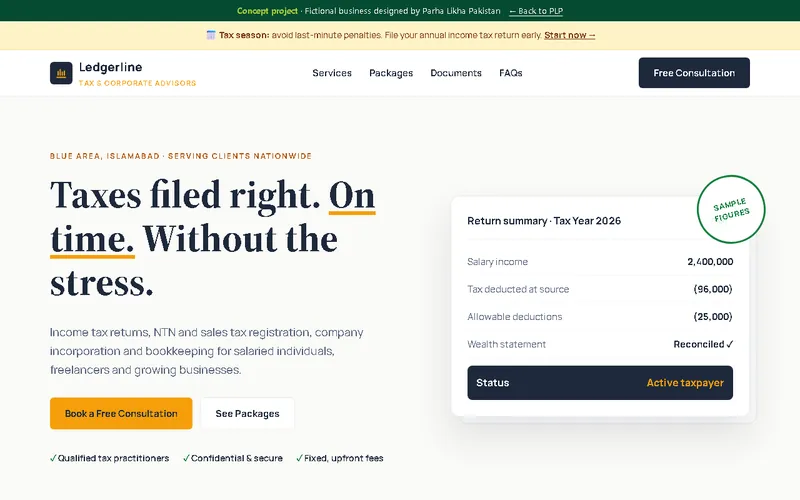 Concept project · Fictional business designed by Parha Likha Pakistan ← Back to PLP
Tax season: avoid last-minute penalties. File your annual income tax return early. Start now →
Ledgerline
TAX & CORPORATE ADVISORS
Services Packages Documents FAQs
Free Consultation
BLUE AREA, ISLAMABAD · SERVING CLIENTS NATIONWIDE
Taxes filed right. On
time. Without the
stress.
Income tax returns, NTN and sales tax registration, company
incorporation and bookkeeping for salaried individuals,
freelancers and growing businesses.
Book a Free Consultation
See Packages
✓ Qualified tax practitioners ✓ Confidential & secure ✓ Fixed, upfront fees
SAMPLE
FIGURES
Return summary · Tax Year 2026
Salary income 2,400,000
Tax deducted at source (96,000)
Allowable deductions (25,000)
Wealth statement Reconciled ✓
Status Active taxpayer